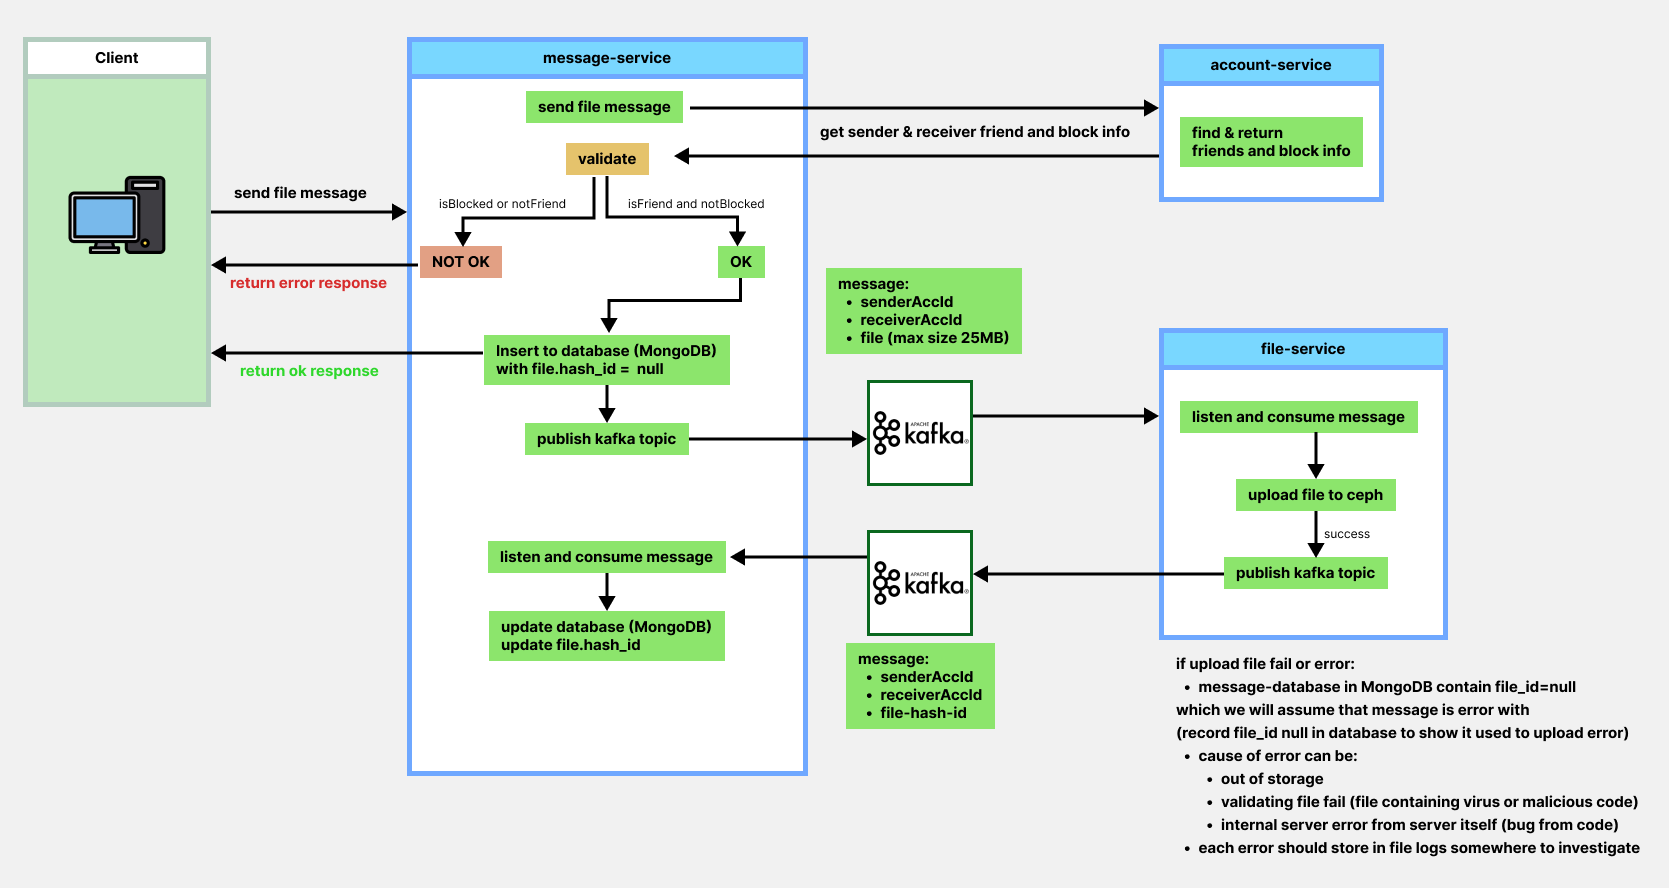 Client
send file message
return error response
return ok response
message-service
send file message
validate
isBlocked or notFriend
isFriend and notBlocked
NOT OK
OK
Insert to database (MongoDB)
with file.hash_id = null
publish kafka topic
listen and consume message
update database (MongoDB)
update file.hash_id
get sender & receiver friend and block info
account-service
find & return
friends and block info
message:
• senderAccId
• receiverAccId
• file (max size 25MB)
APACHE
kafka®
APACHE
kafka®
message:
• senderAccId
• receiverAccId
• file-hash-id
file-service
listen and consume message
upload file to ceph
success
publish kafka topic
if upload file fail or error:
• message-database in MongoDB contain file_id=null
which we will assume that message is error with
(record file_id null in database to show it used to upload error)
• cause of error can be:
• out of storage
• validating file fail (file containing virus or malicious code)
• internal server error from server itself (bug from code)
• each error should store in file logs somewhere to investigate